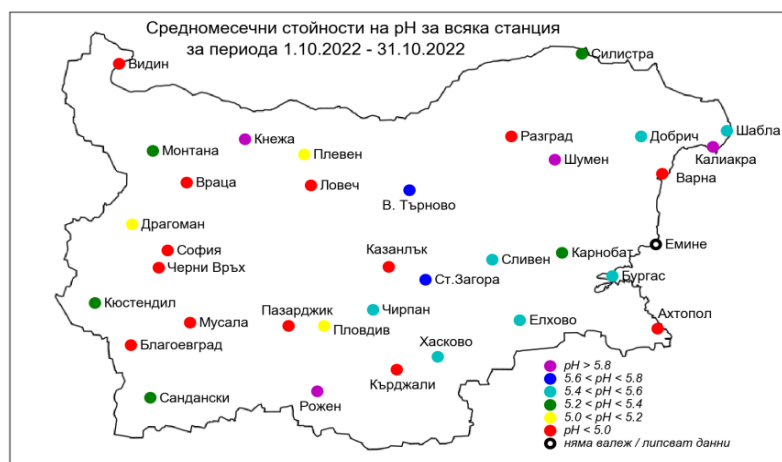 Средномесечни стойности на pH за всяка станция
за периода 1.10.2022 - 31.10.2022
Силистра
Видин
Шабла
Кнежа
Разград
Добрич
Монтана
Плевен
Калиакра
Шумен
Варна
Враца
Ловеч
В. Търново
Драгоман
Емине
София
Казанлък
Карнобат
Сливен
Черни Връх
Бургас
Ст.Загора
Кюстендил
Чирпан
Ахтопол
Пазарджик
Мусала
Елхово
Пловдив
Хасково
Благоевград
Кърджали
Сандански
Рожен
pH > 5.8
5.6 < pH < 5.8
5.4 < pH < 5.6
5.2 < pH < 5.4
5.0 < pH < 5.2
pH < 5.0
няма валеж / липсват данни